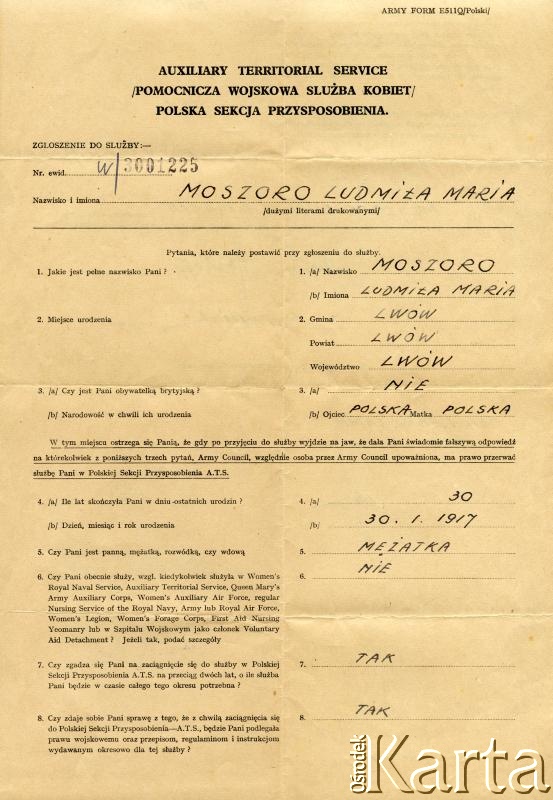 ARMY FORM E511Q/Polski/
AUXILIARY TERRITORIAL SERVICE
/POMOCNICZA WOJSKOWA SLUŻBA KOBIET/
POLSKA SEKCJA PRZYSPOSOBIENIA.
ZGLOSZENIE DO SLUŻBY:—
Nr. ewid. W/3001225
Nazwisko i imiona MOSZORO LUDMIŁA MARIA
/dużymi literami drukowanymi/
Pytania, które należy postawić przy zgłoszeniu do służby.
1. Jakie jest pełne nazwisko Pani ? 1. /a/ Nazwisko MOSZORO
/b/ Imiona LUDMIŁA MARIA
2. Miejsce urodzenia 2. Gmina LWÓW
Powiat LWÓW
Województwo LWÓW
3. /a/ Czy jest Pani obywatelką brytyjską ? 3. /a/ NIE
/b/ Narodowość w chwili ich urodzenia /b/ Ojciec POLSKA Matka POLSKA
W tym miejscu ostrzega się Panią, że gdy po przyjęciu do służby wyjdzie na jaw, że dała Pani świadomie fałszywą odpowiedź
na którekolwiek z poniższych trzech pytań, Army Council, względnie osoba przez Army Council upoważniona, ma prawo przerwać
służbę Pani w Polskiej Sekcji Przysposobienia A.T.S.
4. /a/ Ile lat skończyła Pani w dniu ostatnich urodzin ? 4. /a/ 30
/b/ Dzień, miesiąc i rok urodzenia /b/ 30. 1. 1917
5. Czy Pani jest panną, mężatką, rozwódką, czy wdową 5. MĘŻATKA
6. Czy Pani obecnie służy, wzgl. kiedykolwiek służyła w Women's 6. NIE
Royal Naval Service, Auxiliary Territorial Service, Queen Mary's
Army Auxiliary Corps, Women's Auxiliary Air Force, regular
Nursing Service of the Royal Navy, Army lub Royal Air Force,
Women's Legion, Women's Forage Corps, First Aid Nursing
Yeomanry lub w Szpitalu Wojskowym jako członek Voluntary
Aid Detachment ? Jeżeli tak, podać szczegóły
7. Czy zgadza się Pani na zaciągnięcie się do służby w Polskiej 7. TAK
Sekcji Przysposobienia A.T.S. na przeciąg dwóch lat, o ile służba
Pani będzie w czasie całego tego okresu potrzebna ?
8. Czy zdaje sobie Pani sprawę z tego, że z chwilą zaciągnięcia się 8. TAK
do Polskiej Sekcji Przysposobienia—A.T.S., będzie Pani podlegała
prawu wojskowemu oraz przepisom, regulaminom i instrukcjom
wydawanym okresowo dla tej służby ?
Ośrodek Karta